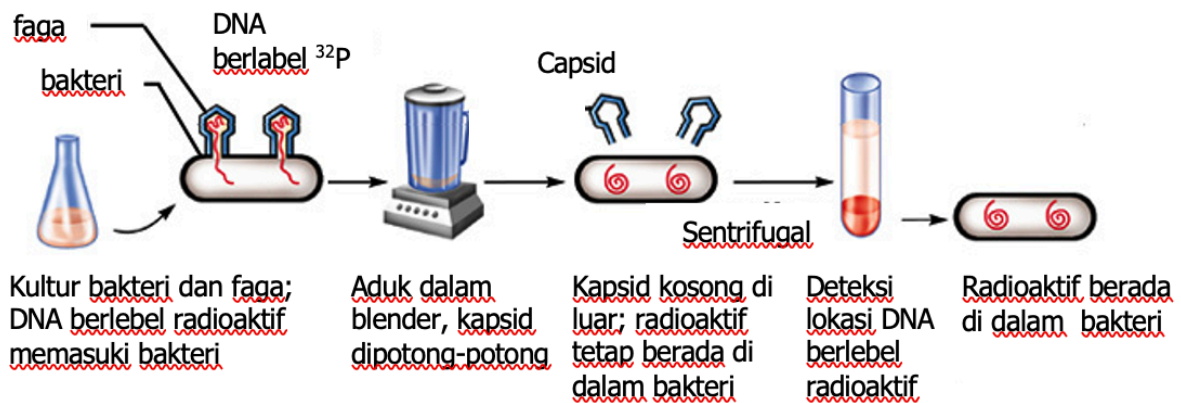 faga
bakteri
DNA
berlabel ³²P
Capsid
Sentrifugal
Kultur bakteri dan faga;
DNA berlebel radioaktif
memasuki bakteri
Aduk dalam
blender, kapsid
dipotong-potong
Kapsid kosong di
luar; radioaktif
tetap berada di
dalam bakteri
Deteksi
lokasi DNA
berlebel
radioaktif
Radioaktif berada
di dalam bakteri